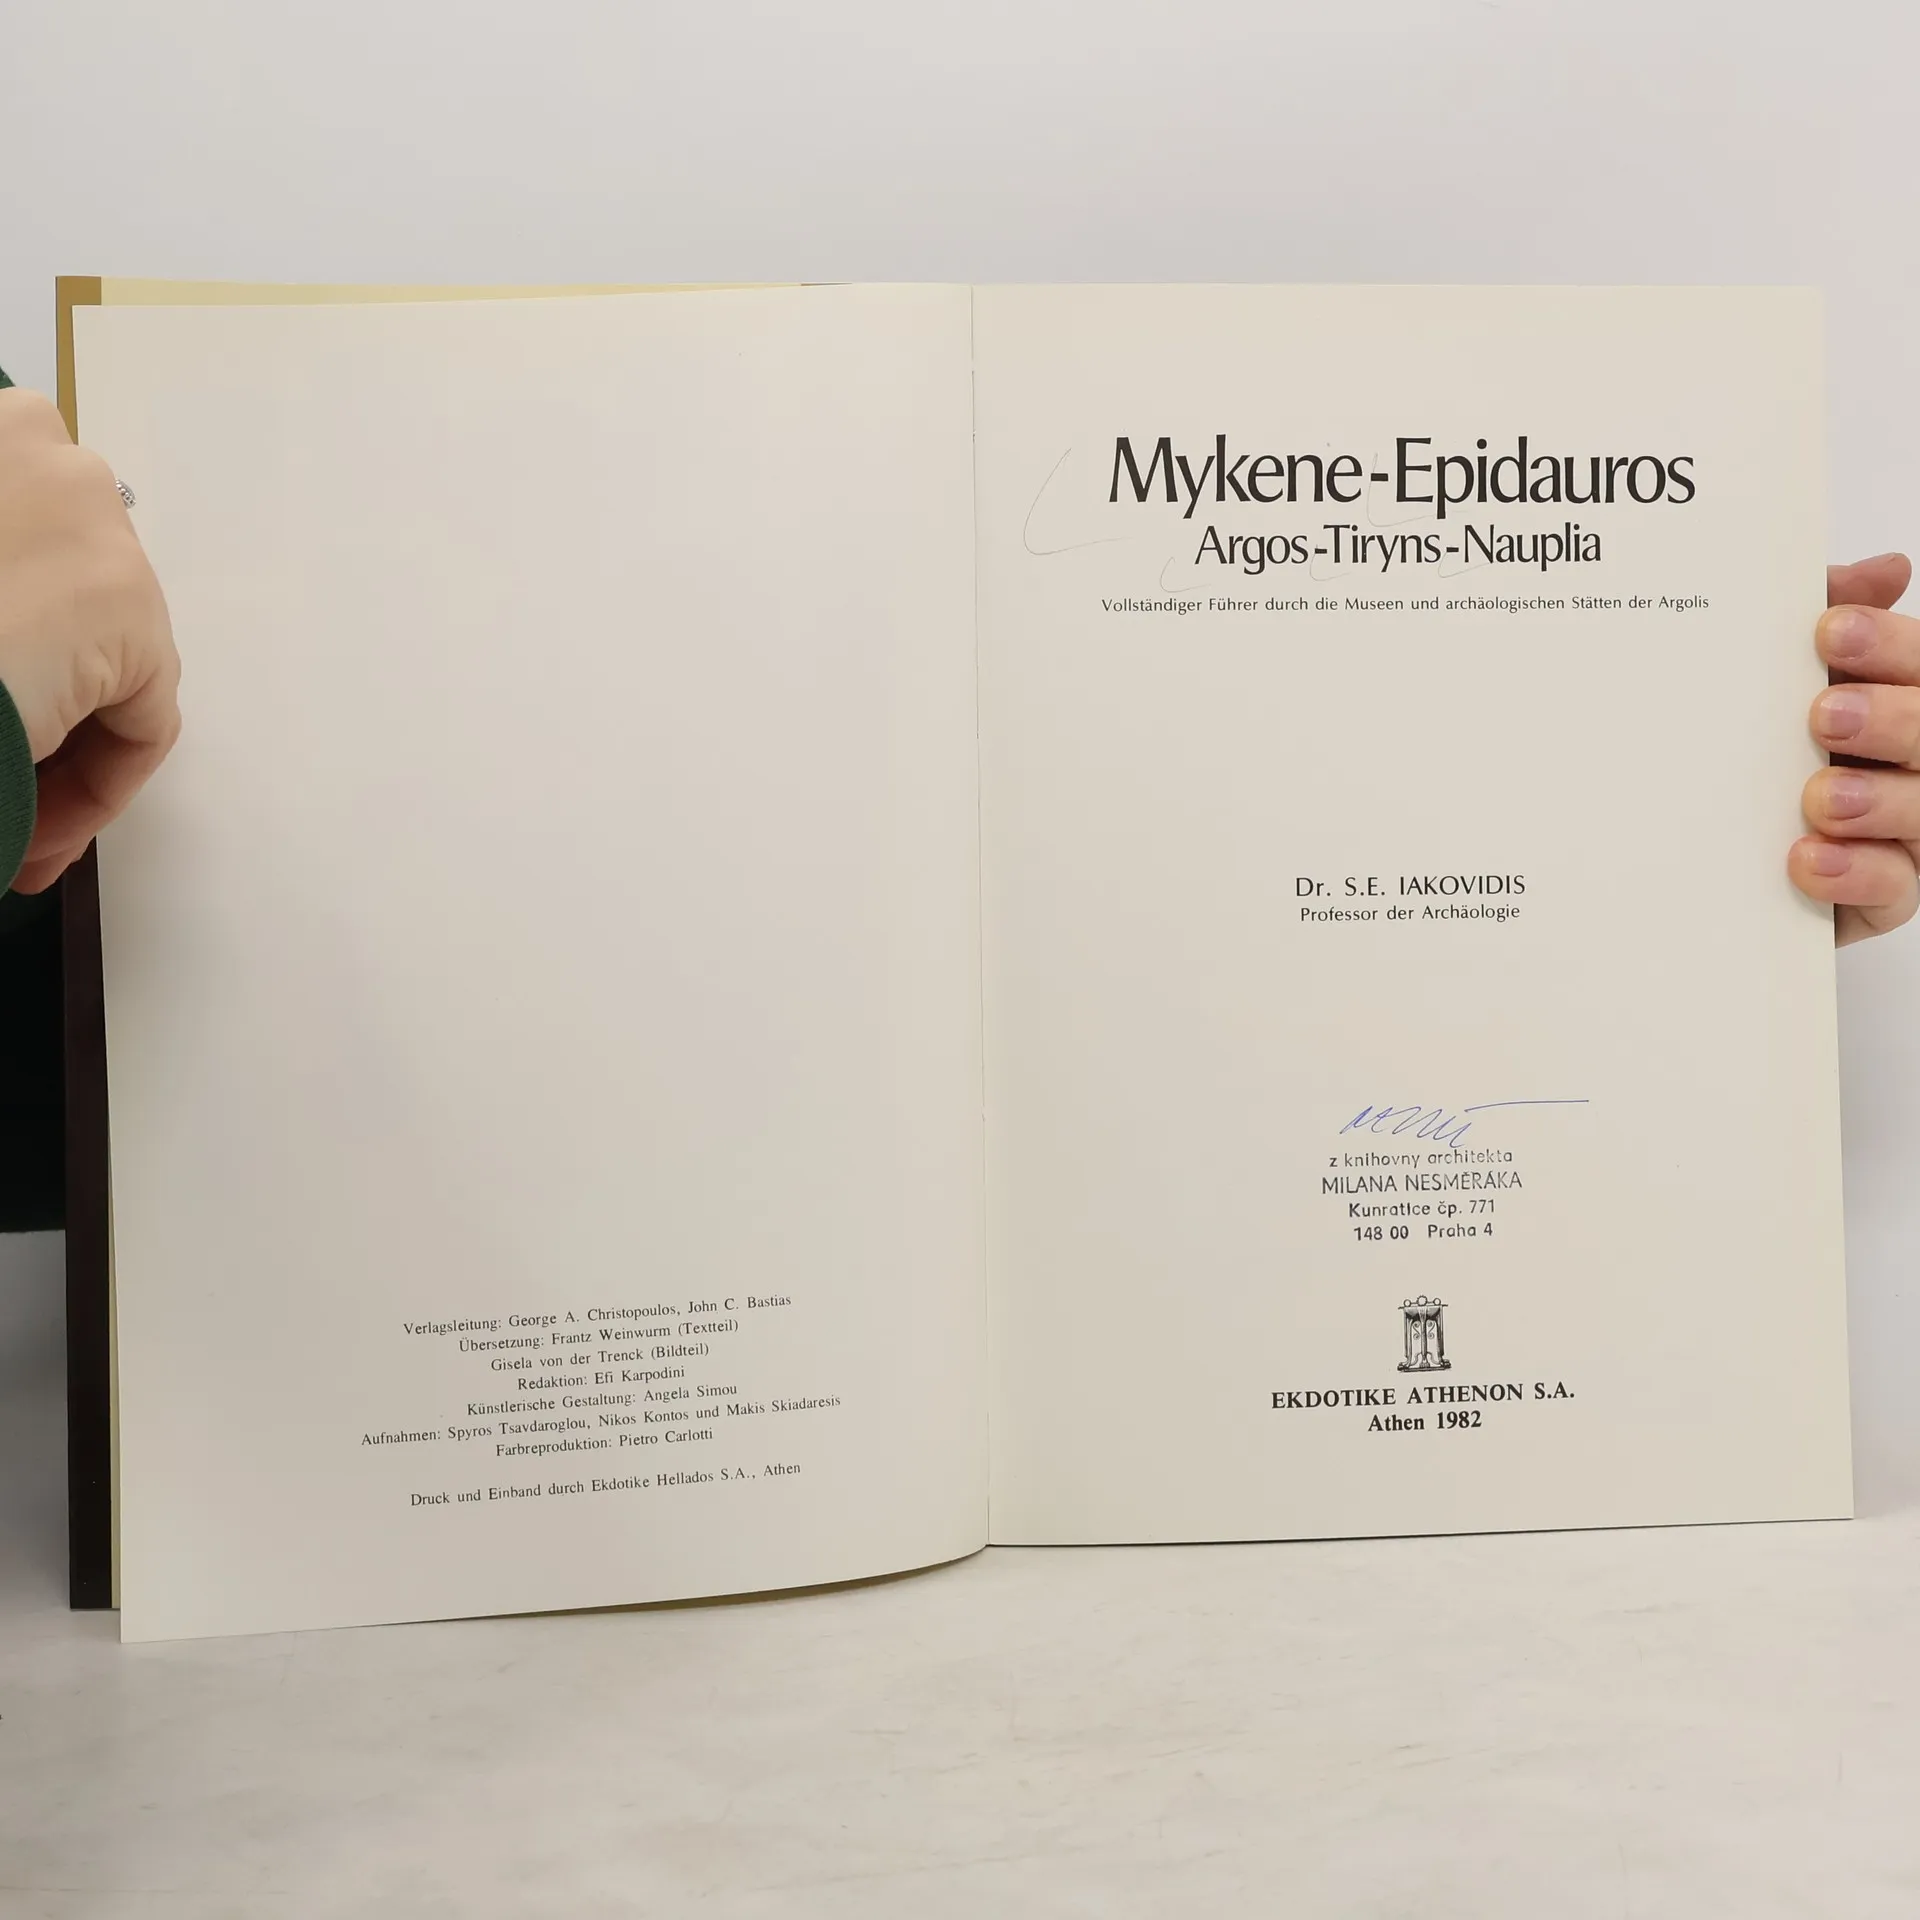 Verlagsleitung: George A. Christopoulos, John C. Bastias
Übersetzung: Frantz Weinwurm (Textteil)
Gisela von der Trenck (Bildteil)
Redaktion: Efi Karpodini
Künstlerische Gestaltung: Angela Simou
Aufnahmen: Spyros Tsavdaroglou, Nikos Kontos und Makis Skiadaresis
Farbreproduktion: Pietro Carlotti
Druck und Einband durch Ekdotike Hellados S.A., Athen
Mykene-Epidauros
Argos-Tiryns-Nauplia
Vollständiger Führer durch die Museen und archäologischen Stätten der Argolis
Dr. S.E. IAKOVIDIS
Professor der Archäologie
z knihovny architekta
MILANA NESMĚRÁKA
Kunratice čp. 771
148 00 Praha 4
EKDOTIKE ATHENON S.A.
Athen 1982